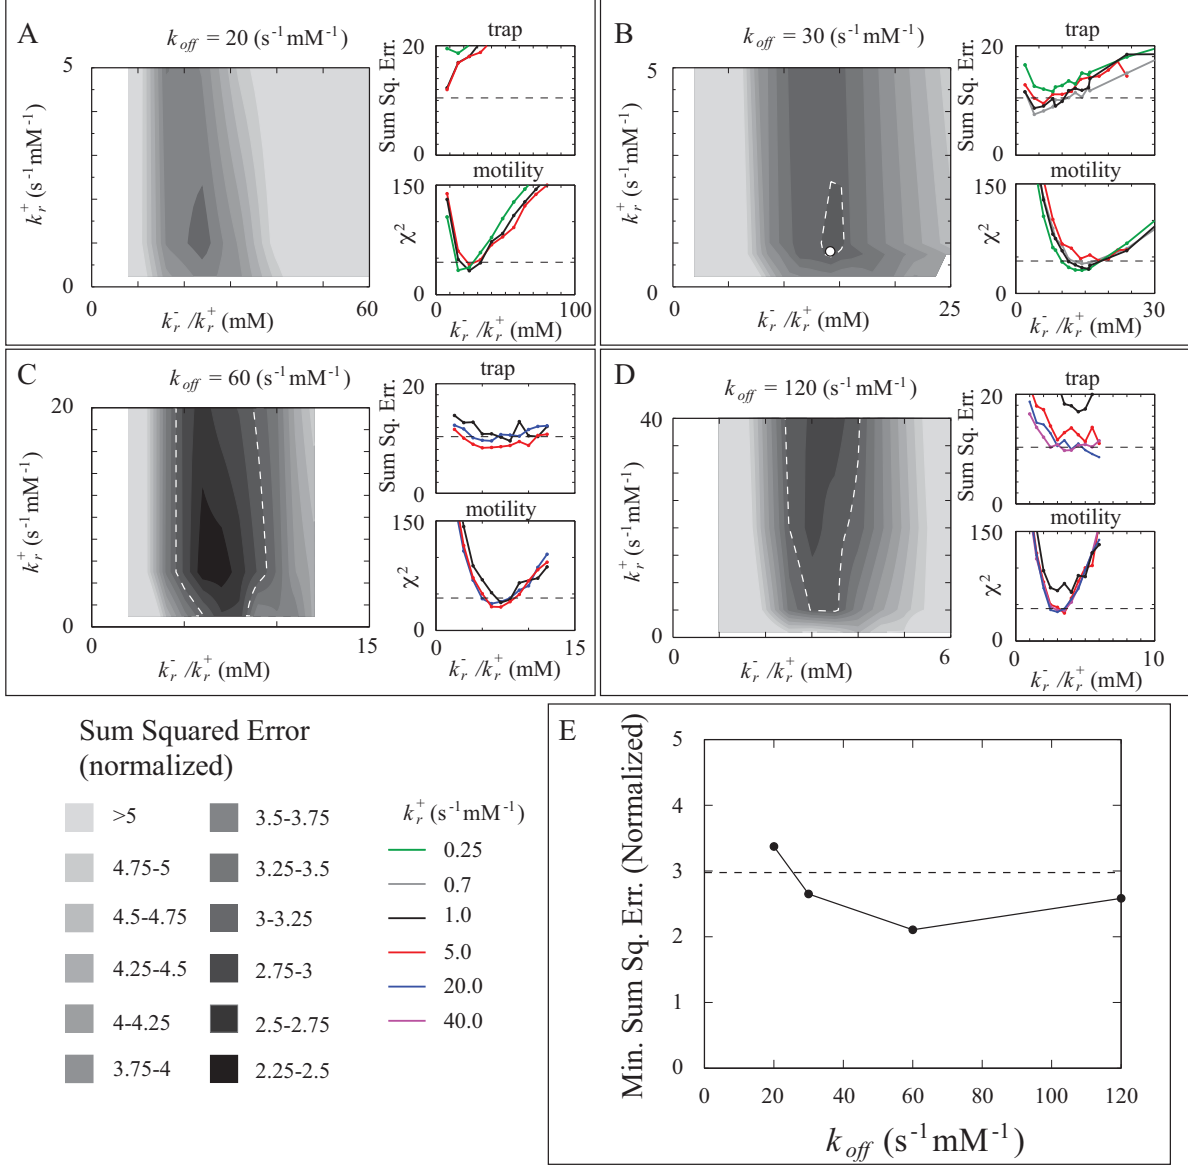 A
k_off = 20 (s⁻¹mM⁻¹)
5
0
k_r⁺ (s⁻¹mM⁻¹)
0
60
k_r⁻/k_r⁺ (mM)
trap
20
0
Sum Sq. Err.
motility
150
0
χ²
0
100
k_r⁻/k_r⁺ (mM)
B
k_off = 30 (s⁻¹mM⁻¹)
5
0
k_r⁺ (s⁻¹mM⁻¹)
0
25
k_r⁻/k_r⁺ (mM)
trap
20
0
Sum Sq. Err.
motility
150
0
χ²
0
30
k_r⁻/k_r⁺ (mM)
C
k_off = 60 (s⁻¹mM⁻¹)
20
0
k_r⁺ (s⁻¹mM⁻¹)
0
15
k_r⁻/k_r⁺ (mM)
trap
20
0
Sum Sq. Err.
motility
150
0
χ²
0
15
k_r⁻/k_r⁺ (mM)
D
k_off = 120 (s⁻¹mM⁻¹)
40
0
k_r⁺ (s⁻¹mM⁻¹)
0
6
k_r⁻/k_r⁺ (mM)
trap
20
0
Sum Sq. Err.
motility
150
0
χ²
0
10
k_r⁻/k_r⁺ (mM)
Sum Squared Error
(normalized)
>5
4.75-5
4.5-4.75
4.25-4.5
4-4.25
3.75-4
3.5-3.75
3.25-3.5
3-3.25
2.75-3
2.5-2.75
2.25-2.5
k_r⁺ (s⁻¹mM⁻¹)
0.25
0.7
1.0
5.0
20.0
40.0
E
Min. Sum Sq. Err. (Normalized)
5
4
3
2
1
0
0
20
40
60
80
100
120
k_off (s⁻¹mM⁻¹)